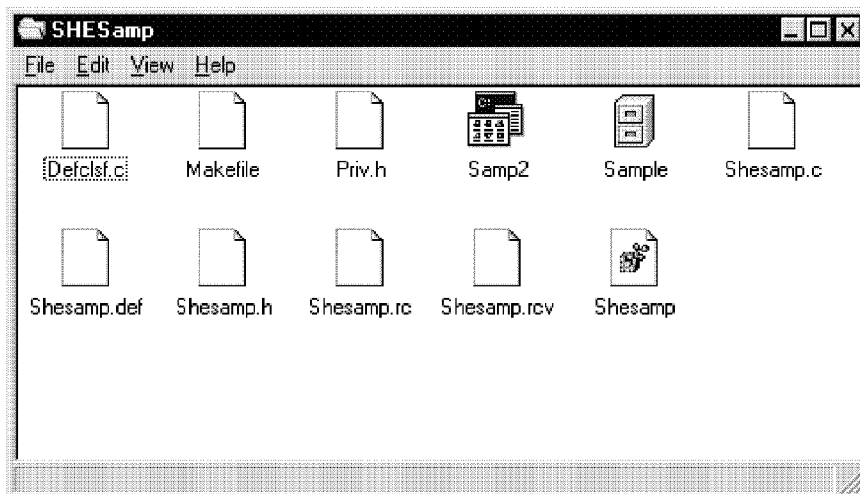 SHESamp
File Edit View Help
Defclsf.c Makefile Priv.h Samp2 Sample Shesamp.c
Shesamp.def Shesamp.h Shesamp.rc Shesamp.rcv Shesamp